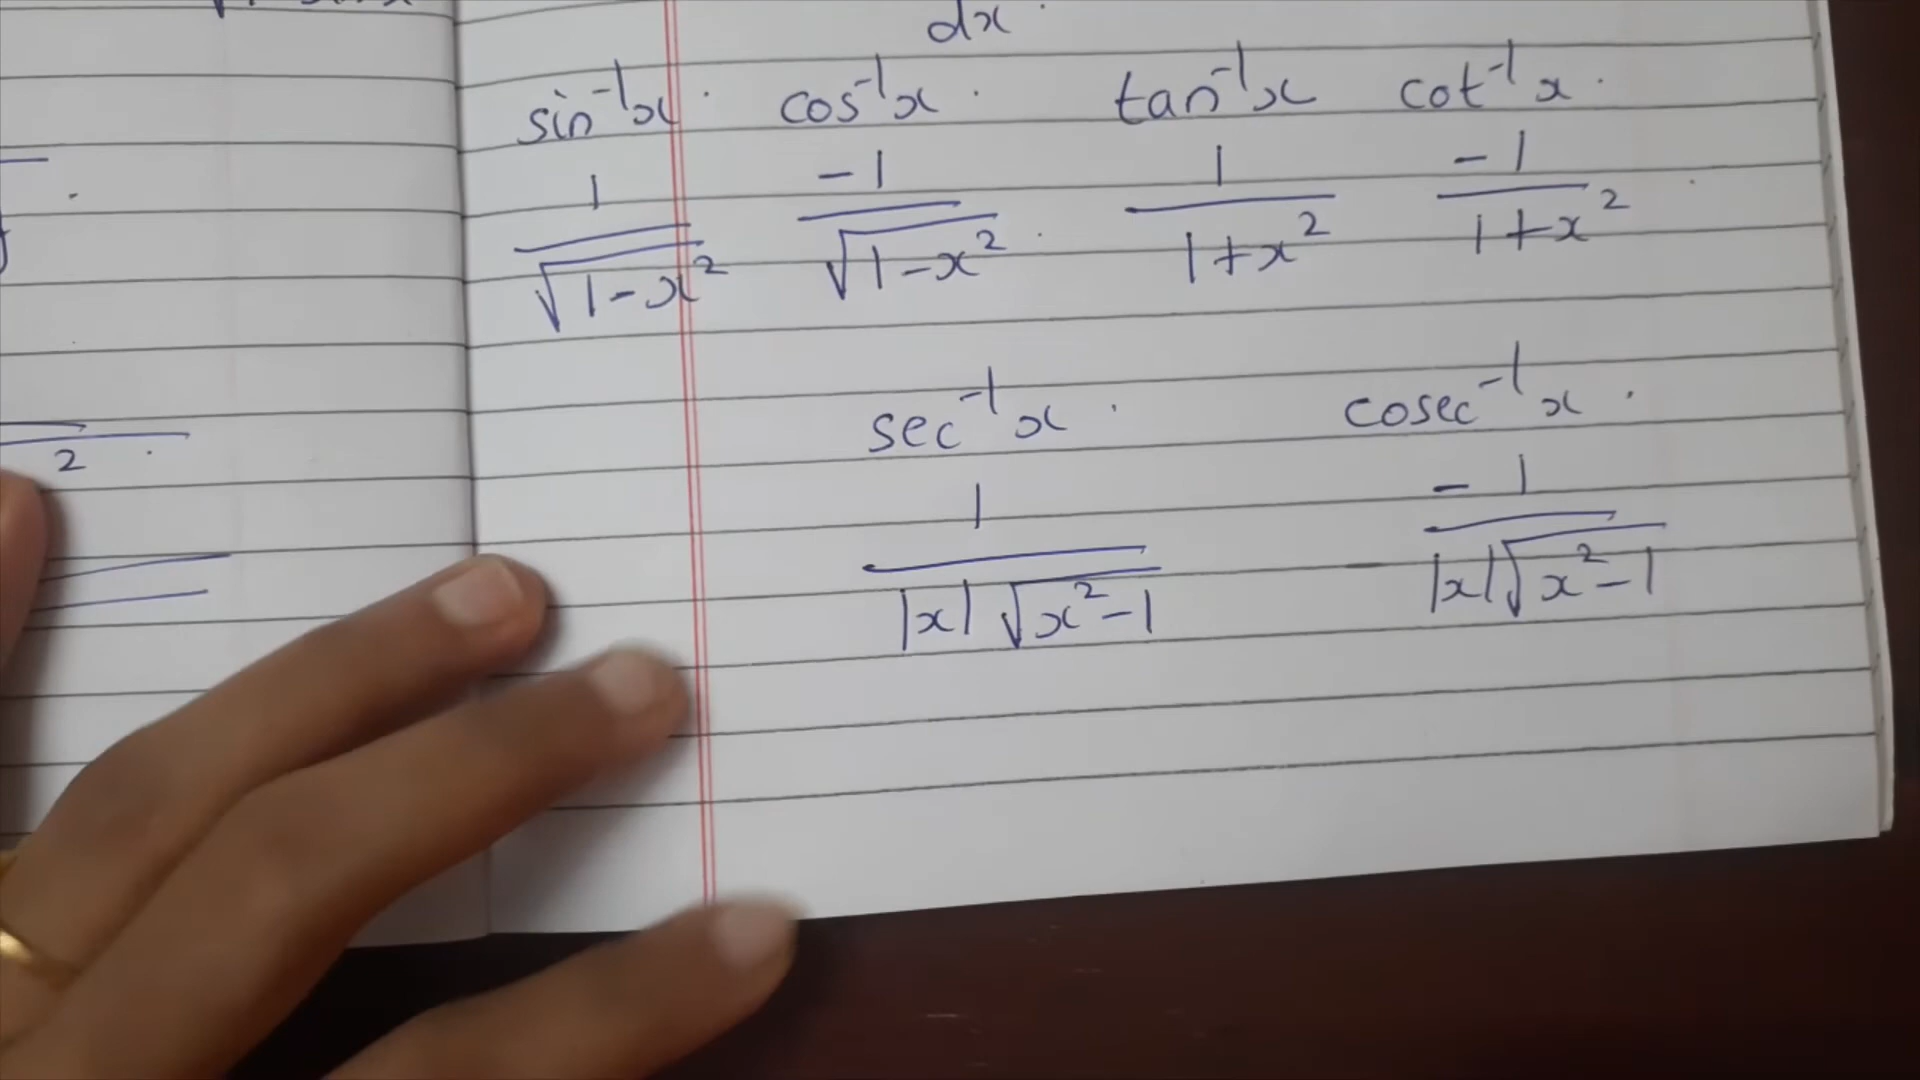 dx
sin⁻¹x cos⁻¹x tan⁻¹x cot⁻¹x
1/√(1-x²) -1/√(1-x²) 1/(1+x²) -1/(1+x²)
sec⁻¹x cosec⁻¹x
1/(|x|√(x²-1)) -1/(|x|√(x²-1))
2